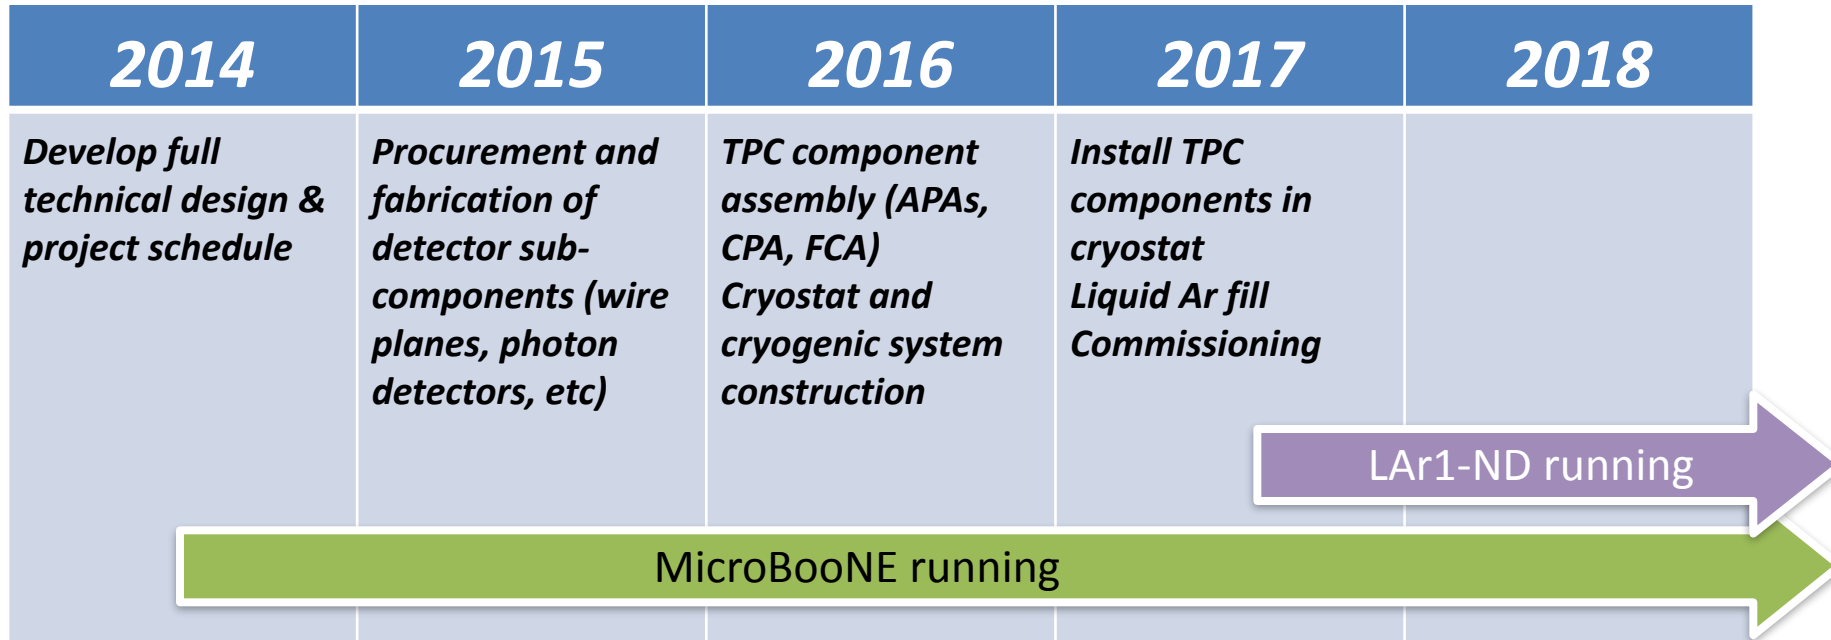 2014
2015
2016
2017
2018
Develop full
technical design &
project schedule
Procurement and
fabrication of
detector sub-
components (wire
planes, photon
detectors, etc)
TPC component
assembly (APAs,
CPA, FCA)
Cryostat and
cryogenic system
construction
Install TPC
components in
cryostat
Liquid Ar fill
Commissioning
LAr1-ND running
MicroBooNE running